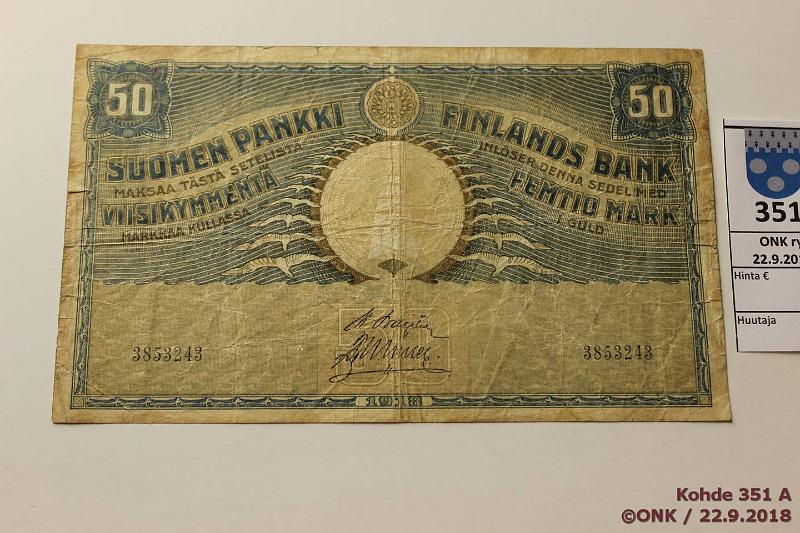 50
50
SUOMEN PANKKI
MAKSAA TÄSTÄ SETELISTÄ
VIISIKYMMENTÄ
MARKKAA KULLASSA
FINLANDS BANK
INLÖSER DENNA SEDEL MED
FEMTIO MARK
I GULD
3853243
3853243
50
1918
351
ONK ry
22.9.201
Hinta €
Huutaja
Kohde 351 A
©ONK / 22.9.2018